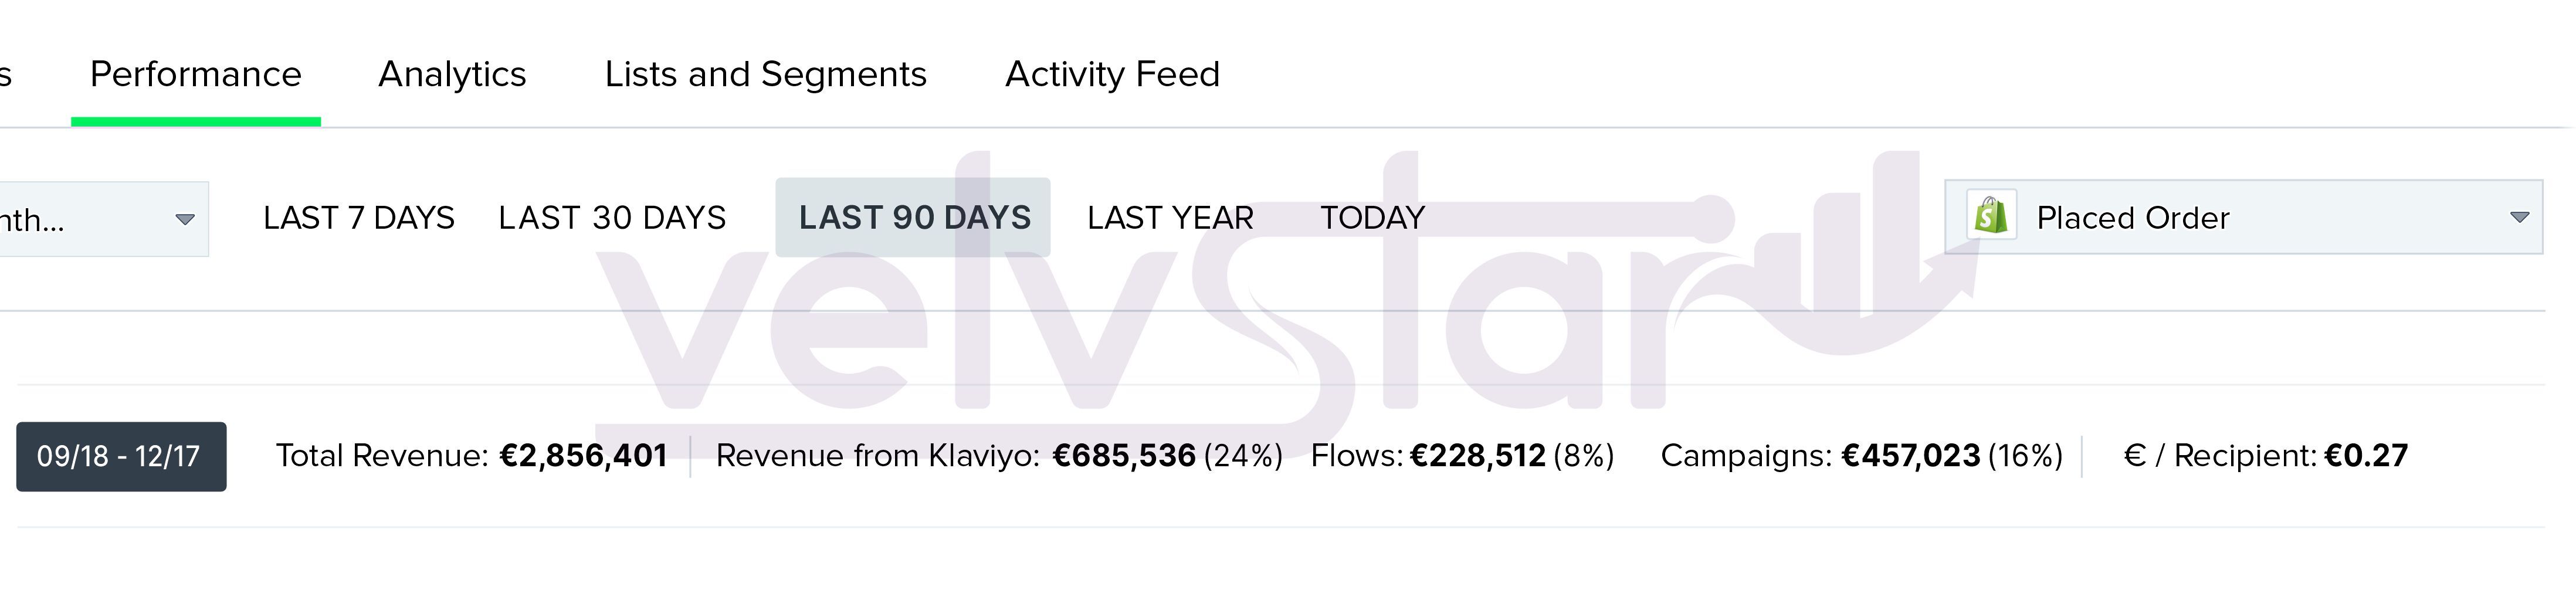 s Performance Analytics Lists and Segments Activity Feed
nth... LAST 7 DAYS LAST 30 DAYS LAST 90 DAYS LAST YEAR TODAY Placed Order
velvstar
09/18 - 12/17 Total Revenue: €2,856,401 Revenue from Klaviyo: €685,536 (24%) Flows: €228,512 (8%) Campaigns: €457,023 (16%) € / Recipient: €0.27